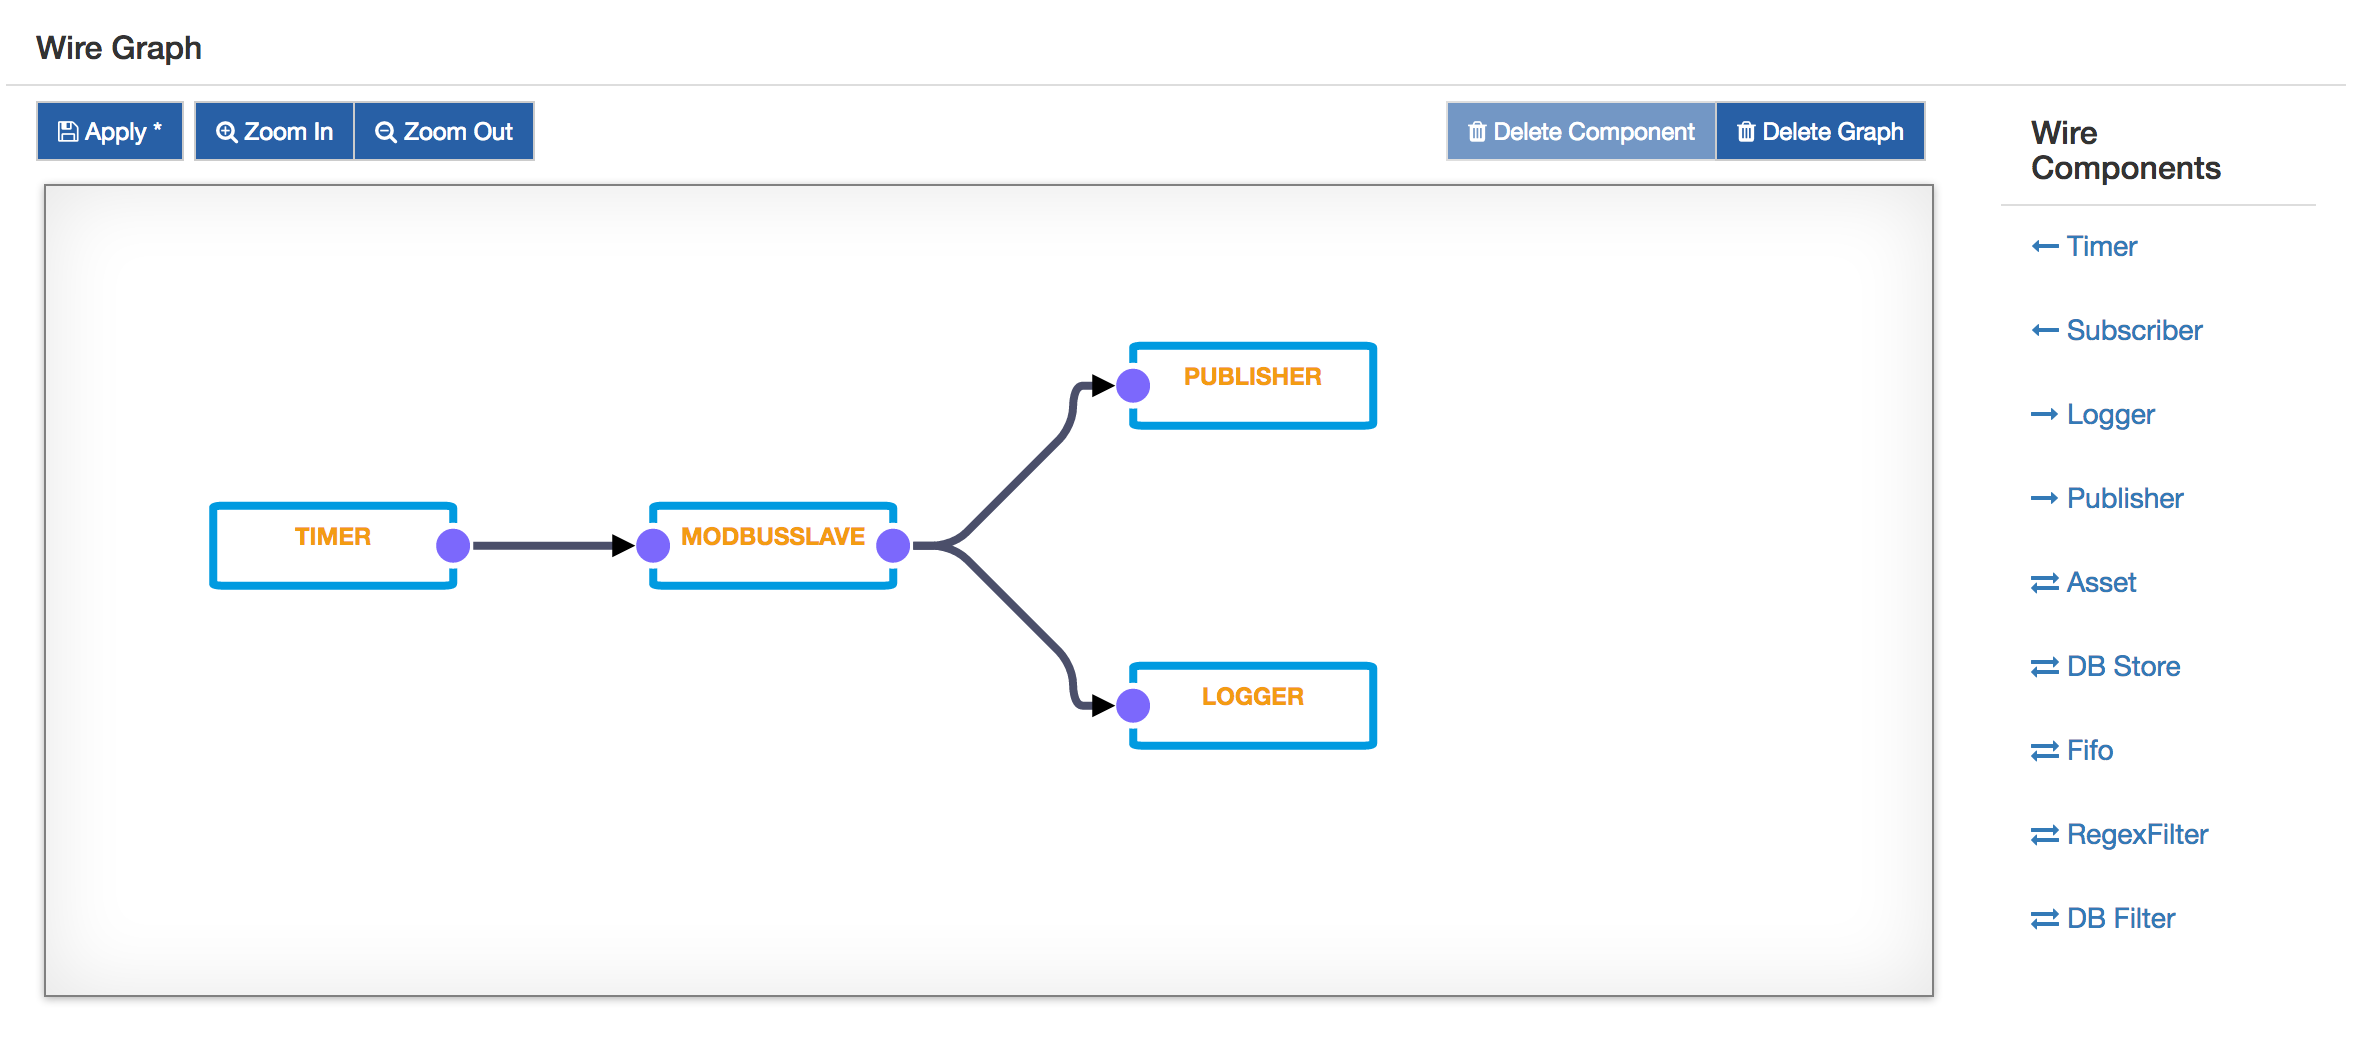 Wire Graph
Apply *
Zoom In
Zoom Out
Delete Component
Delete Graph
Wire
Components
Timer
Subscriber
Logger
Publisher
Asset
DB Store
Fifo
RegexFilter
DB Filter
PUBLISHER
TIMER
MODBUSSLAVE
LOGGER